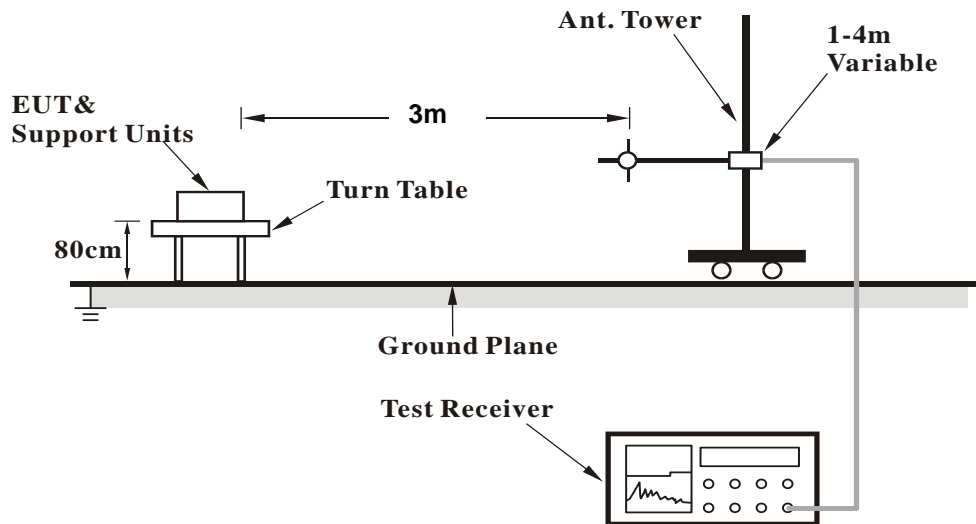 Ant. Tower
1-4m
Variable
EUT&
Support Units
3m
Turn Table
80cm
Ground Plane
Test Receiver